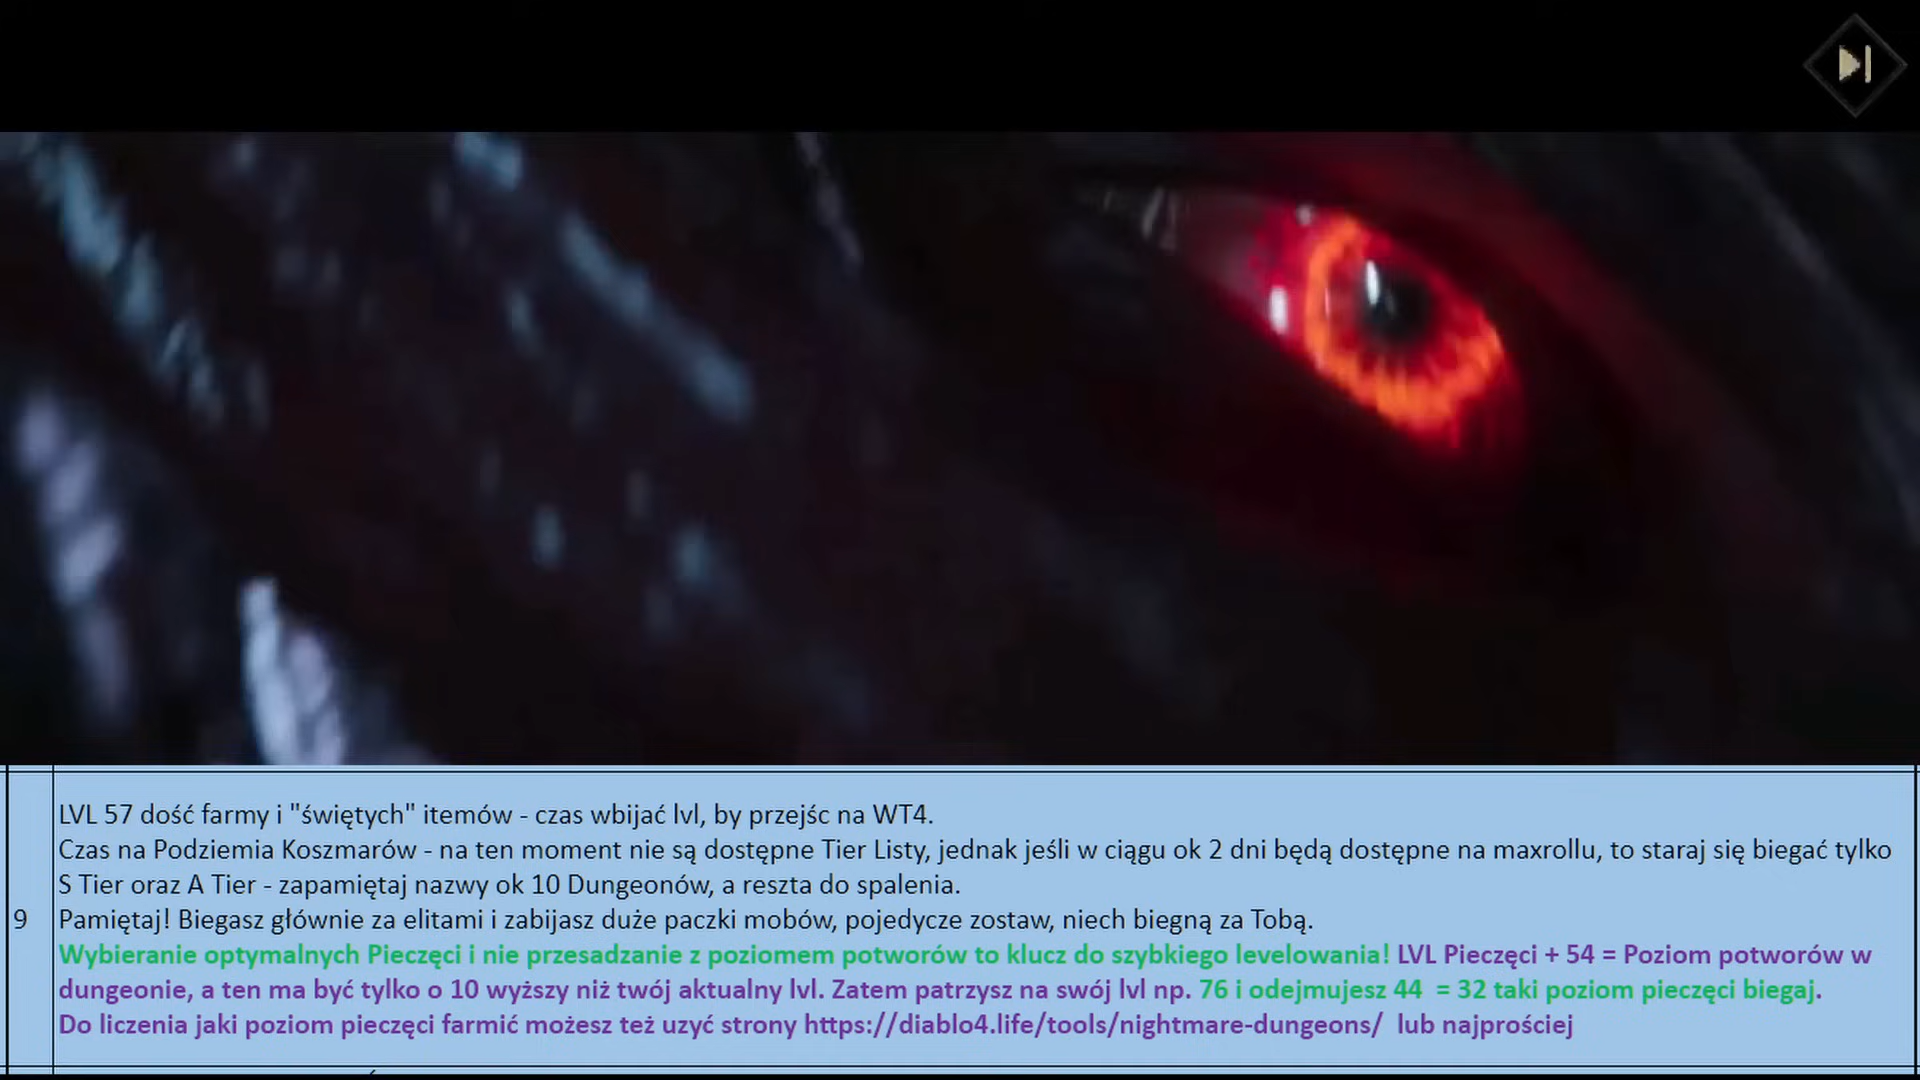 LVL 57 dość farmy i "świętych" itemów - czas wbijać lvl, by przejśc na WT4.
Czas na Podziemia Koszmarów - na ten moment nie są dostępne Tier Listy, jednak jeśli w ciągu ok 2 dni będą dostępne na maxrollu, to staraj się biegać tylko
S Tier oraz A Tier - zapamiętaj nazwy ok 10 Dungeonów, a reszta do spalenia.
9 Pamiętaj! Biegasz głównie za elitami i zabijasz duże paczki mobów, pojedycze zostaw, niech biegną za Tobą.
Wybieranie optymalnych Pieczęci i nie przesadzanie z poziomem potworów to klucz do szybkiego levelowania! LVL Pieczęci + 54 = Poziom potworów w
dungeonie, a ten ma być tylko o 10 wyższy niż twój aktualny lvl. Zatem patrzysz na swój lvl np. 76 i odejmujesz 44 = 32 taki poziom pieczęci biegaj.
Do liczenia jaki poziom pieczęci farmić możesz też uzyć strony https://diablo4.life/tools/nightmare-dungeons/ lub najprościej